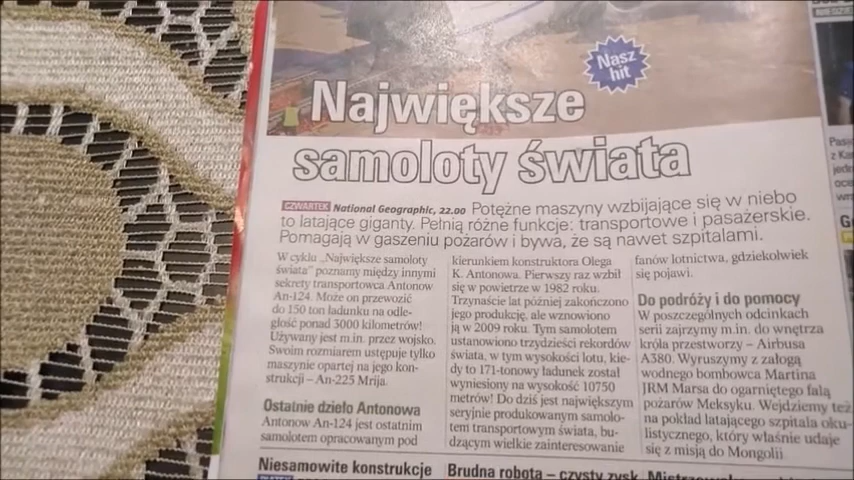 Nasz
hit
Największe
samoloty świata
CZWARTEK National Geographic, 22.00 Potężne maszyny wzbijające się w niebo
to latające giganty. Pełnią różne funkcje: transportowe i pasażerskie.
Pomagają w gaszeniu pożarów i bywa, że są nawet szpitalami.
W cyklu „Największe samoloty
świata” poznamy między innymi
sekrety transportowca Antonow
An-124. Może on przewozić
do 150 ton ładunku na odle-
głość ponad 3000 kilometrów!
Używany jest m.in. przez wojsko.
Swoim rozmiarem ustępuje tylko
maszynie opartej na jego kon-
strukcji – An-225 Mrija.
Ostatnie dzieło Antonowa
Antonow An-124 jest ostatnim
samolotem opracowanym pod
kierunkiem konstruktora Olega
K. Antonowa. Pierwszy raz wzbił
się w powietrze w 1982 roku.
Trzynaście lat później zakończono
jego produkcję, ale wznowiono
ją w 2009 roku. Tym samolotem
ustanowiono trzydzieści rekordów
świata, w tym wysokości lotu, kie-
dy to 171-tonowy ładunek został
wyniesiony na wysokość 10750
metrów! Do dziś jest największym
seryjnie produkowanym samolo-
tem transportowym świata, bu-
dzącym wielkie zainteresowanie
fanów lotnictwa, gdziekolwiek
się pojawi.
Do podróży i do pomocy
W poszczególnych odcinkach
serii zajrzymy m.in. do wnętrza
króla przestworzy – Airbusa
A380. Wyruszymy z załogą
wodnego bombowca Martina
JRM Marsa do ogarniętego falą
pożarów Meksyku. Wejdziemy też
na pokład latającego szpitala oku-
listycznego, który właśnie udaje
się z misją do Mongolii.
Niesamowite konstrukcje
Brudna robota – czysty zysk